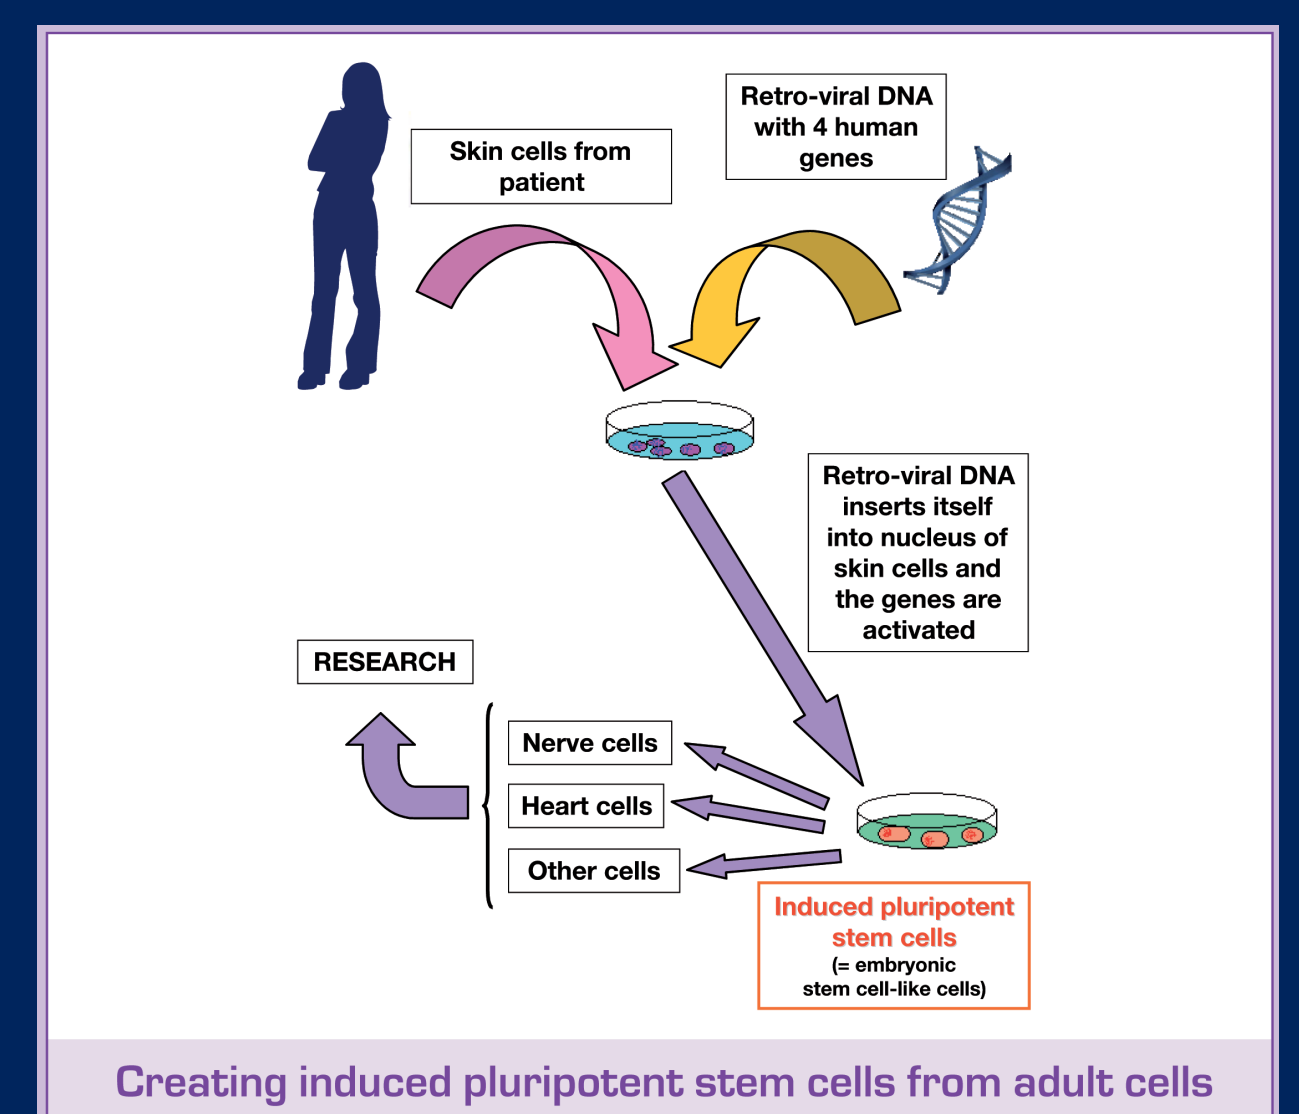 Skin cells from
patient
Retro-viral DNA
with 4 human
genes
Retro-viral DNA
inserts itself
into nucleus of
skin cells and
the genes are
activated
RESEARCH
Nerve cells
Heart cells
Other cells
Induced pluripotent
stem cells
(= embryonic
stem cell-like cells)
Creating induced pluripotent stem cells from adult cells